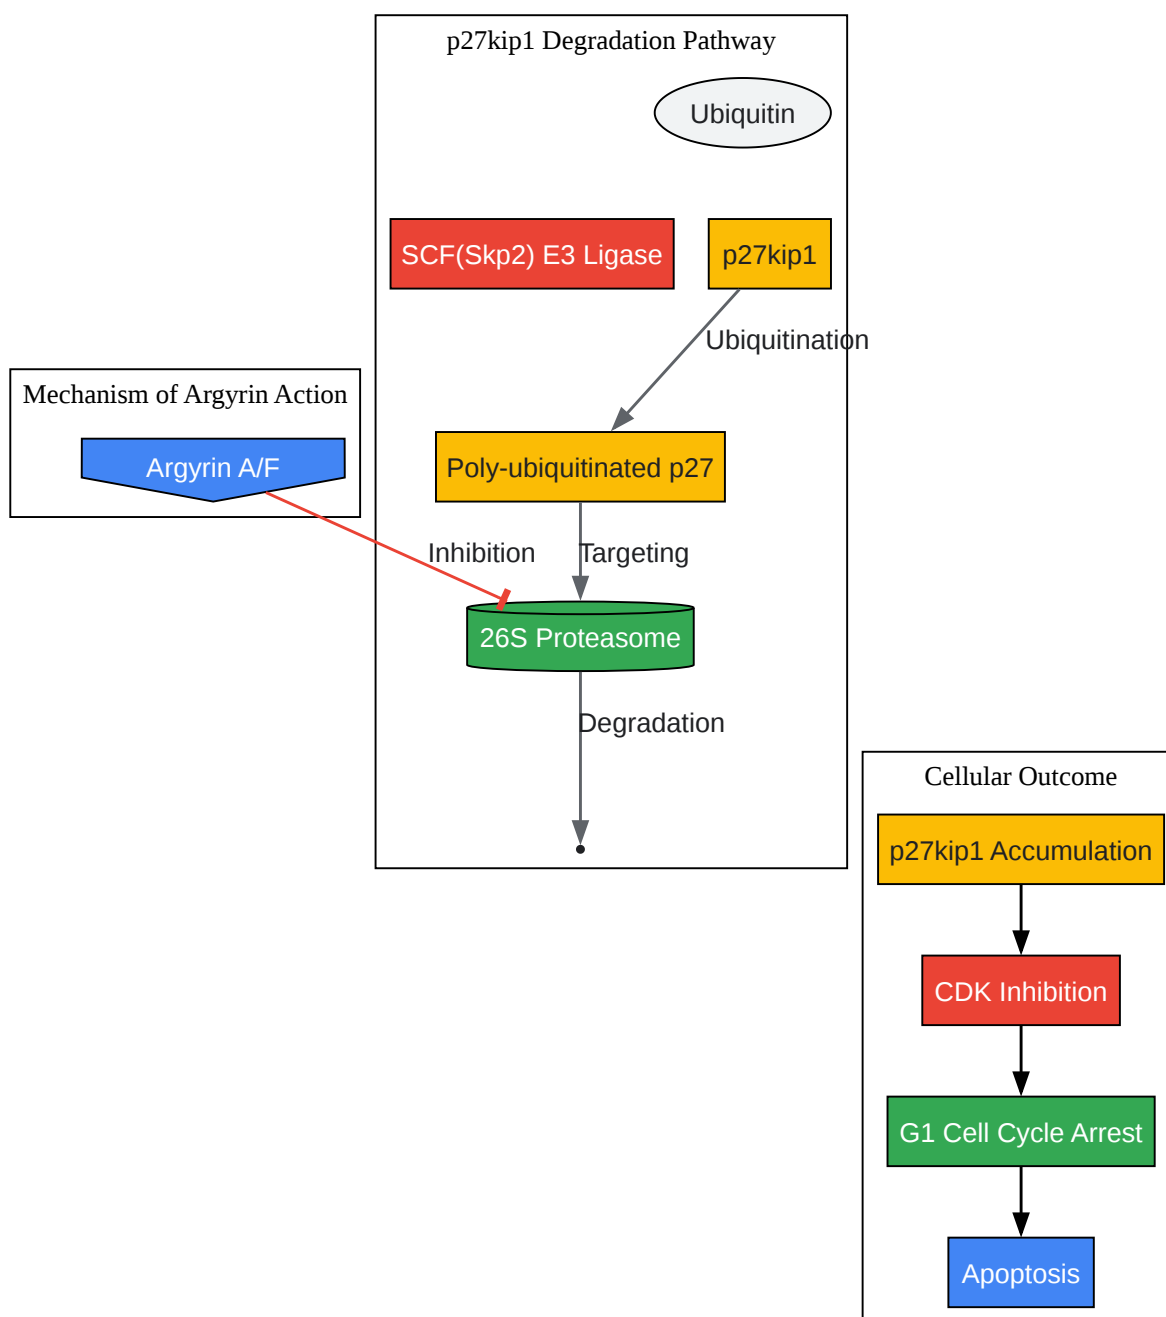 p27kip1 Degradation Pathway
Ubiquitin
SCF(Skp2) E3 Ligase
p27kip1
Ubiquitination
Mechanism of Argyrin Action
Argyrin A/F
Poly-ubiquitinated p27
Inhibition
Targeting
26S Proteasome
Degradation
Cellular Outcome
p27kip1 Accumulation
CDK Inhibition
G1 Cell Cycle Arrest
Apoptosis